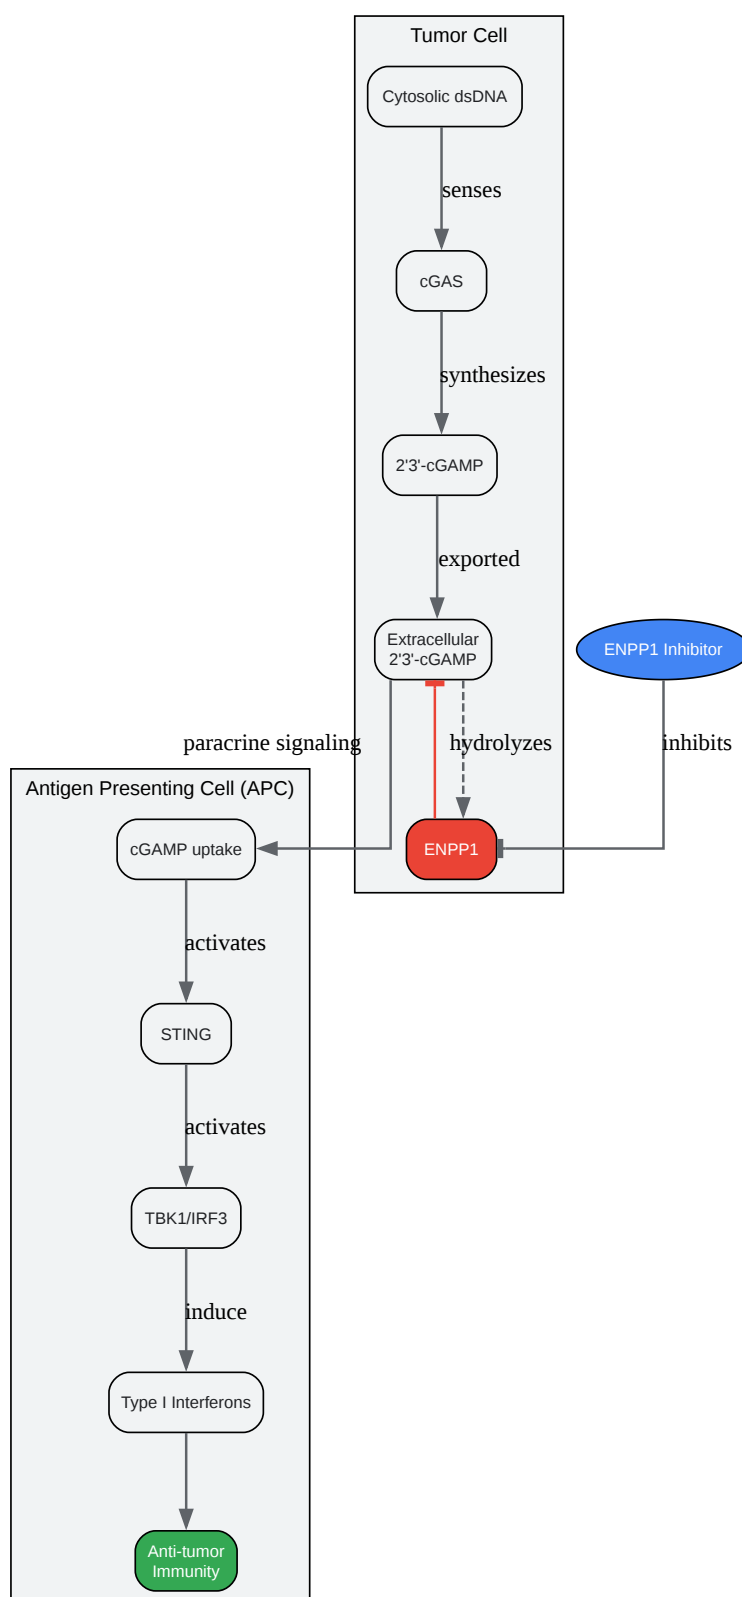 Tumor Cell
Cytosolic dsDNA
senses
cGAS
synthesizes
2'3'-cGAMP
exported
Extracellular
2'3'-cGAMP
ENPP1 Inhibitor
paracrine signaling
hydrolyzes
inhibits
Antigen Presenting Cell (APC)
cGAMP uptake
ENPP1
activates
STING
activates
TBK1/IRF3
induce
Type I Interferons
Anti-tumor
Immunity